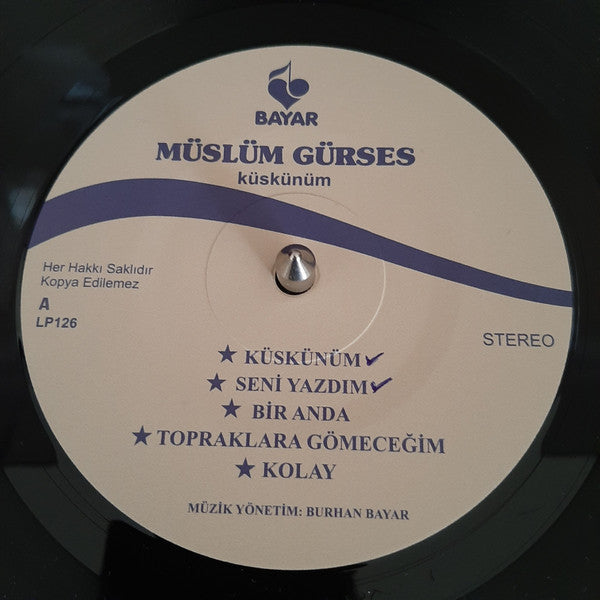 BAYAR
MÜSLÜM GÜRSES
küskünüm
Her Hakkı Saklıdır
Kopya Edilemez
A
LP126
STEREO
★ KÜSKÜNÜM ✓
★ SENİ YAZDIM ✓
★ BİR ANDA
★ TOPRAKLARA GÖMECEĞİM
★ KOLAY
MÜZİK YÖNETİM: BURHAN BAYAR